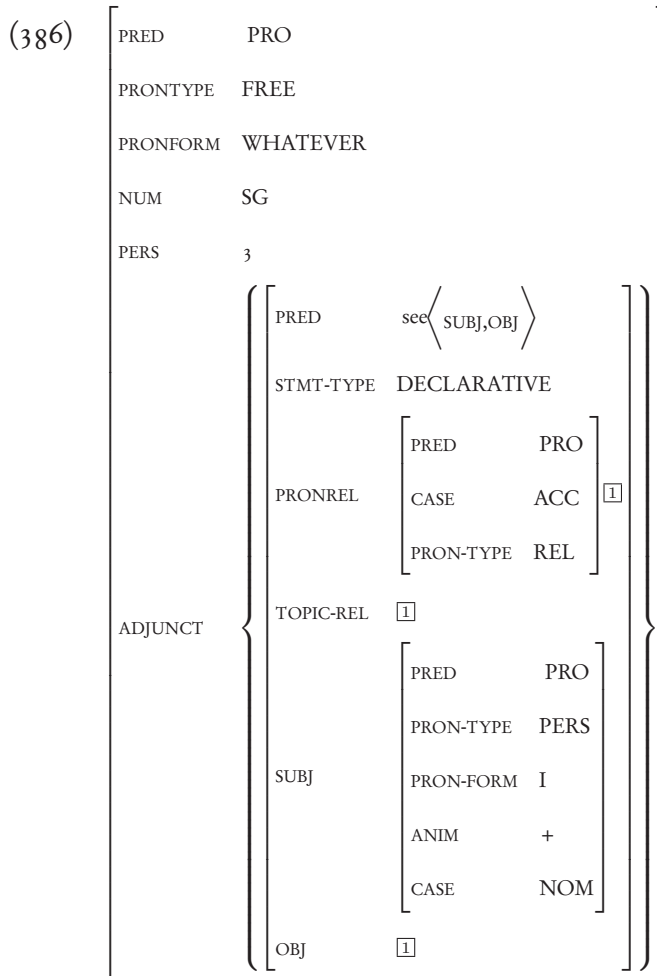 (386)
PRED PRO
PRONTYPE FREE
PRONFORM WHATEVER
NUM SG
PERS 3
PRED see⟨SUBJ,OBJ⟩
STMT-TYPE DECLARATIVE
PRED PRO
PRONREL CASE ACC 1
PRON-TYPE REL
TOPIC-REL 1
ADJUNCT
PRED PRO
PRON-TYPE PERS
SUBJ PRON-FORM I
ANIM +
CASE NOM
OBJ 1